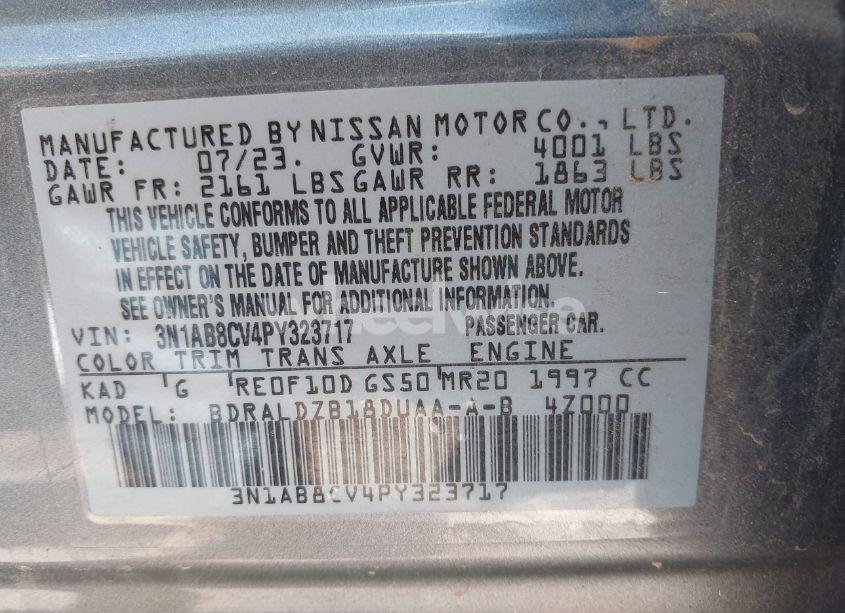 MANUFACTURED BY NISSAN MOTOR CO., LTD.
DATE: 07/23. GVWR: 4001 LBS
GAWR FR: 2161 LBS GAWR RR: 1863 LBS
THIS VEHICLE CONFORMS TO ALL APPLICABLE FEDERAL MOTOR
VEHICLE SAFETY, BUMPER AND THEFT PREVENTION STANDARDS
IN EFFECT ON THE DATE OF MANUFACTURE SHOWN ABOVE.
SEE OWNER'S MANUAL FOR ADDITIONAL INFORMATION.
VIN: 3N1AB8CV4PY323717 PASSENGER CAR.
COLOR TRIM TRANS AXLE ENGINE
KAD G RE0F10D GS50 MR20 1997 CC
MODEL: BDRALDZB18DUAA-A-B 4Z000
3N1AB8CV4PY323717